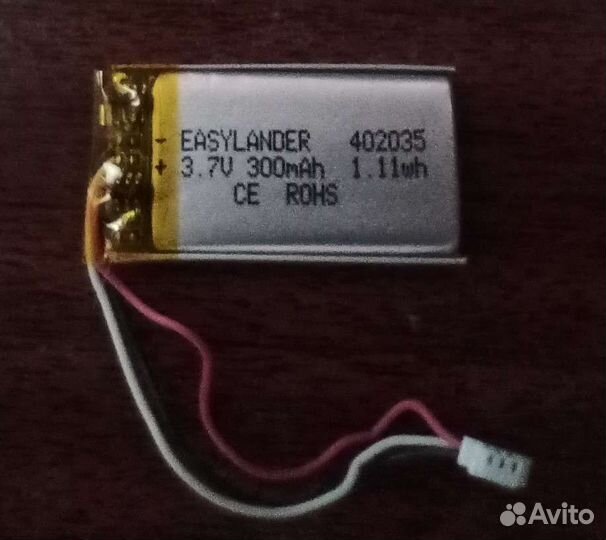 - EASYLANDER 402035
+ 3.7V 300mAh 1.11wh
CE ROHS
Avito